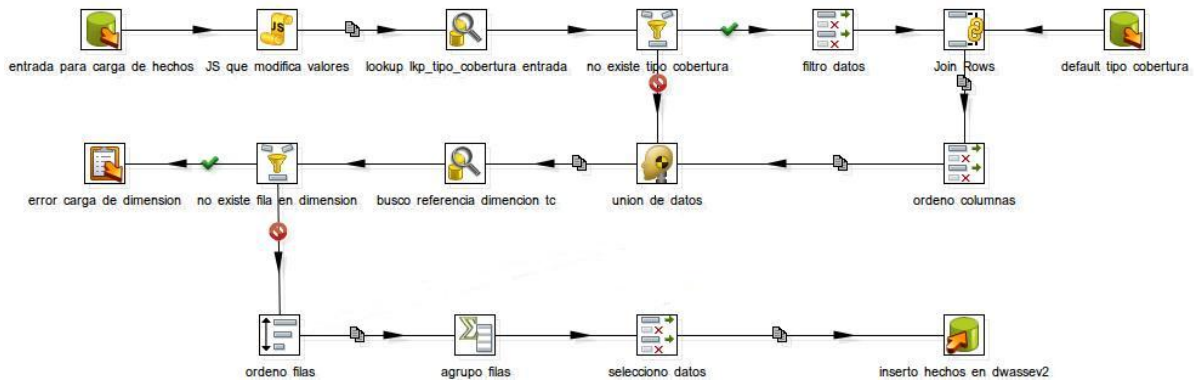 entrada para carga de hechos
JS que modifica valores
lookup lkp_tipo_cobertura entrada
no existe tipo cobertura
filtro datos
Join Rows
default tipo cobertura
error carga de dimension
no existe fila en dimension
busco referencia dimencion tc
union de datos
ordeno columnas
ordeno filas
agrupo filas
selecciono datos
inserto hechos en dwassev2